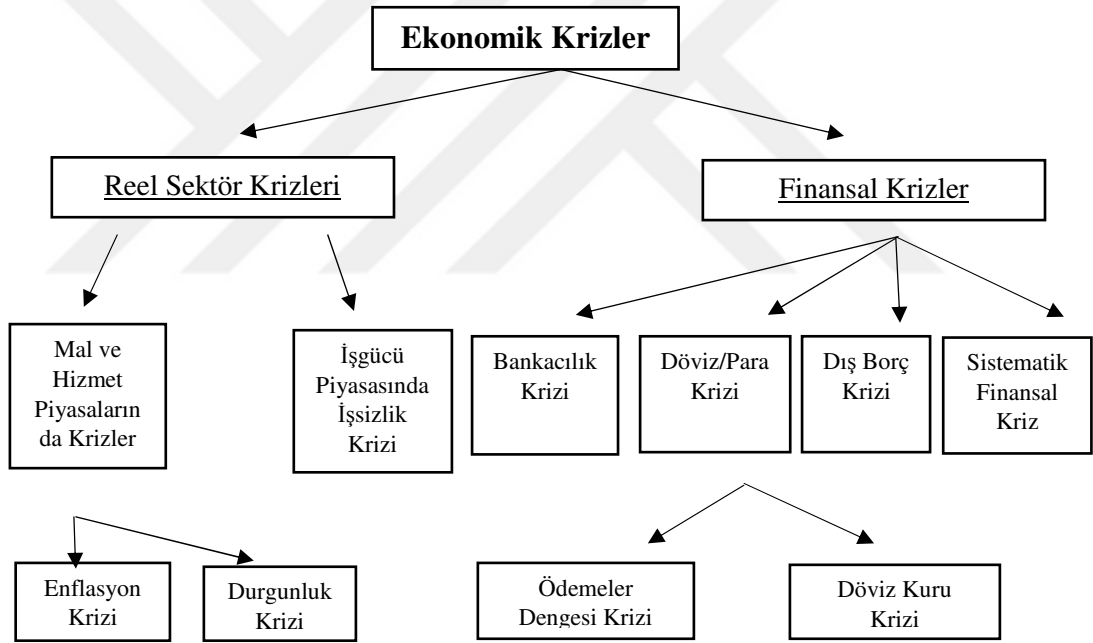 Ekonomik Krizler
Reel Sektör Krizleri
Finansal Krizler
Mal ve
Hizmet
Piyasaların
da Krizler
İşgücü
Piyasasında
İşsizlik
Krizi
Bankacılık
Krizi
Döviz/Para
Krizi
Dış Borç
Krizi
Sistematik
Finansal
Kriz
Enflasyon
Krizi
Durgunluk
Krizi
Ödemeler
Dengesi Krizi
Döviz Kuru
Krizi